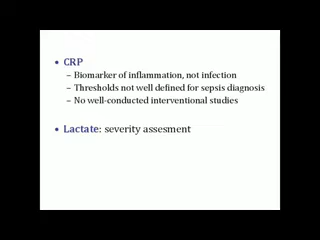 • CRP
– Biomarker of inflammation, not infection
– Thresholds not well defined for sepsis diagnosis
– No well-conducted interventional studies
• Lactate: severity assesment